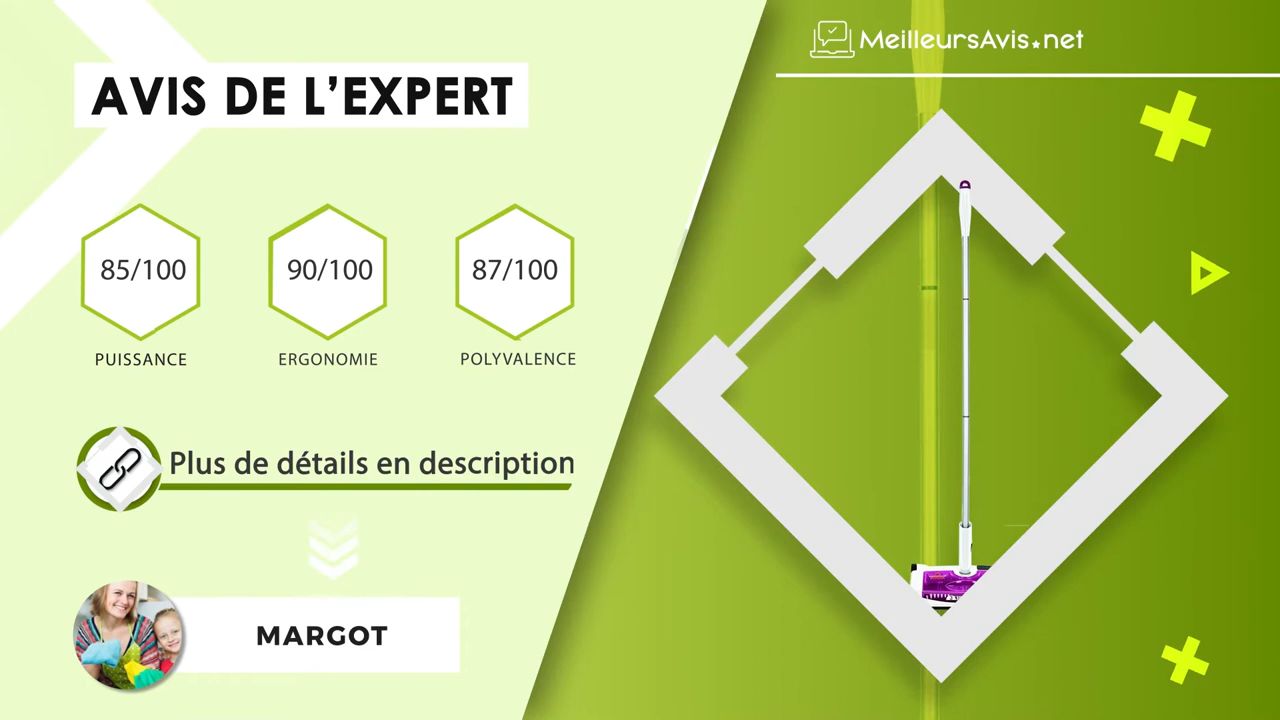 MeilleursAvis.net
AVIS DE L'EXPERT
85/100
90/100
87/100
PUISSANCE
ERGONOMIE
POLYVALENCE
Plus de détails en description
MARGOT